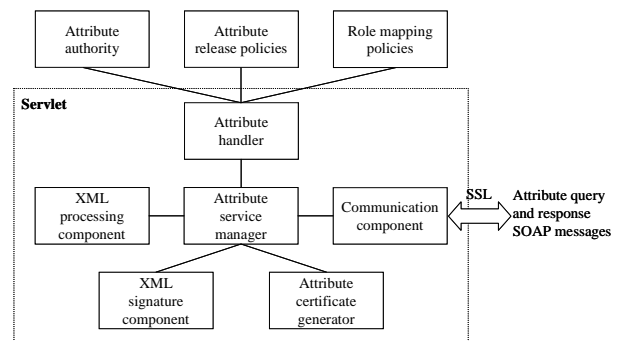 Attribute
authority
Attribute
release policies
Role mapping
policies
Servlet
Attribute
handler
XML
processing
component
Attribute
service
manager
Communication
component
SSL
Attribute query
and response
SOAP messages
XML
signature
component
Attribute
certificate
generator